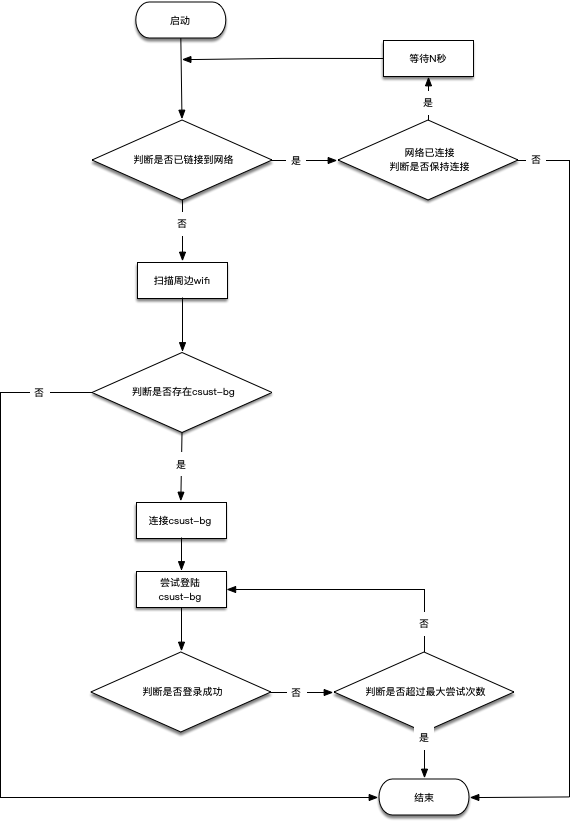 启动
等待N秒
是
判断是否已链接到网络
是
网络已连接
判断是否保持连接
否
否
扫描周边wifi
判断是否存在csust-bg
否
是
连接csust-bg
尝试登陆
csust-bg
否
判断是否登录成功
否
判断是否超过最大尝试次数
是
结束